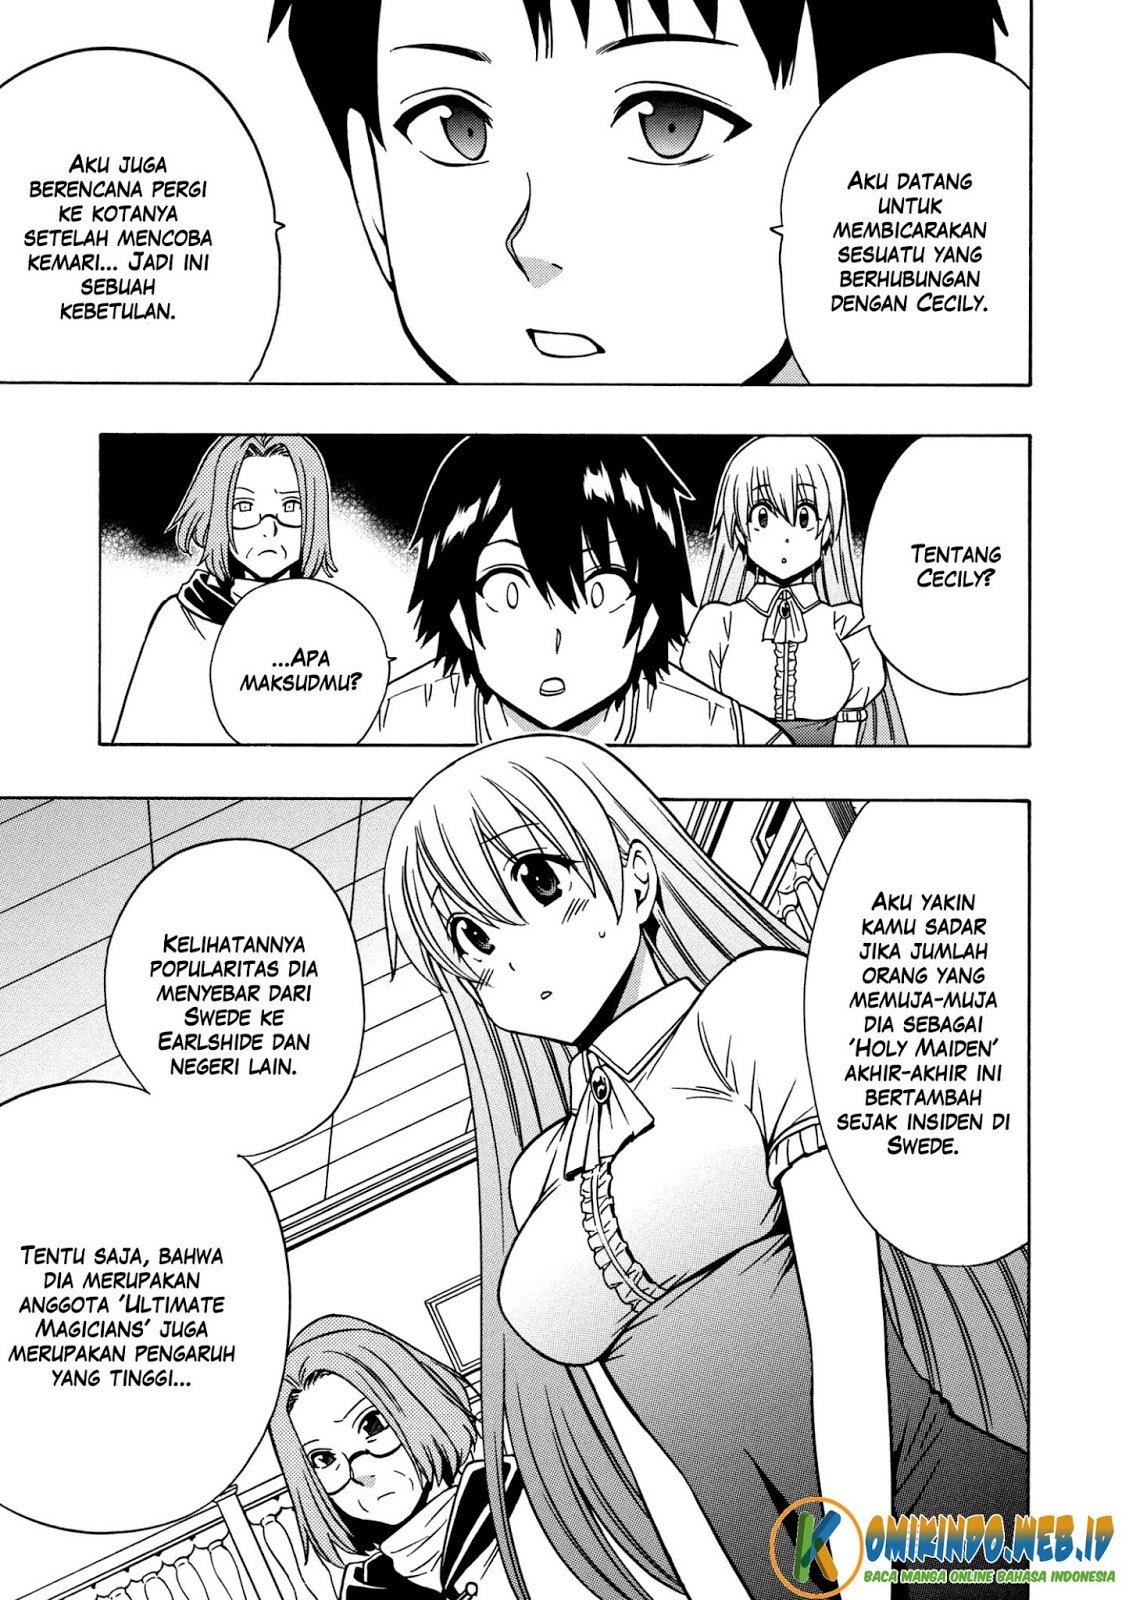 AKU DATANG
UNTUK
MEMBICARAKAN
SESUATU YANG
BERHUBUNGAN
DENGAN CECILY.
AKU JUGA
BERENCANA PERGI
KE KOTANYA
SETELAH MENCOBA
KEMARI... JADI INI
SEBUAH
KEBETULAN.
TENTANG
CECILY?
...APA
MAKSUDMU?
AKU YAKIN
KAMU SADAR
JIKA JUMLAH
ORANG YANG
MEMUJA-MUJA
DIA SEBAGAI
'HOLY MAIDEN'
AKHIR-AKHIR INI
BERTAMBAH
SEJAK INSIDEN DI
SWEDE.
KELIHATANNYA
POPULARITAS DIA
MENYEBAR DARI
SWEDE KE
EARLSHIDE DAN
NEGERI LAIN.
TENTU SAJA, BAHWA
DIA MERUPAKAN
ANGGOTA 'ULTIMATE
MAGICIANS' JUGA
MERUPAKAN PENGARUH
YANG TINGGI...
KOMIKINDO.WEB.ID
BACA MANGA ONLINE BAHASA INDONESIA